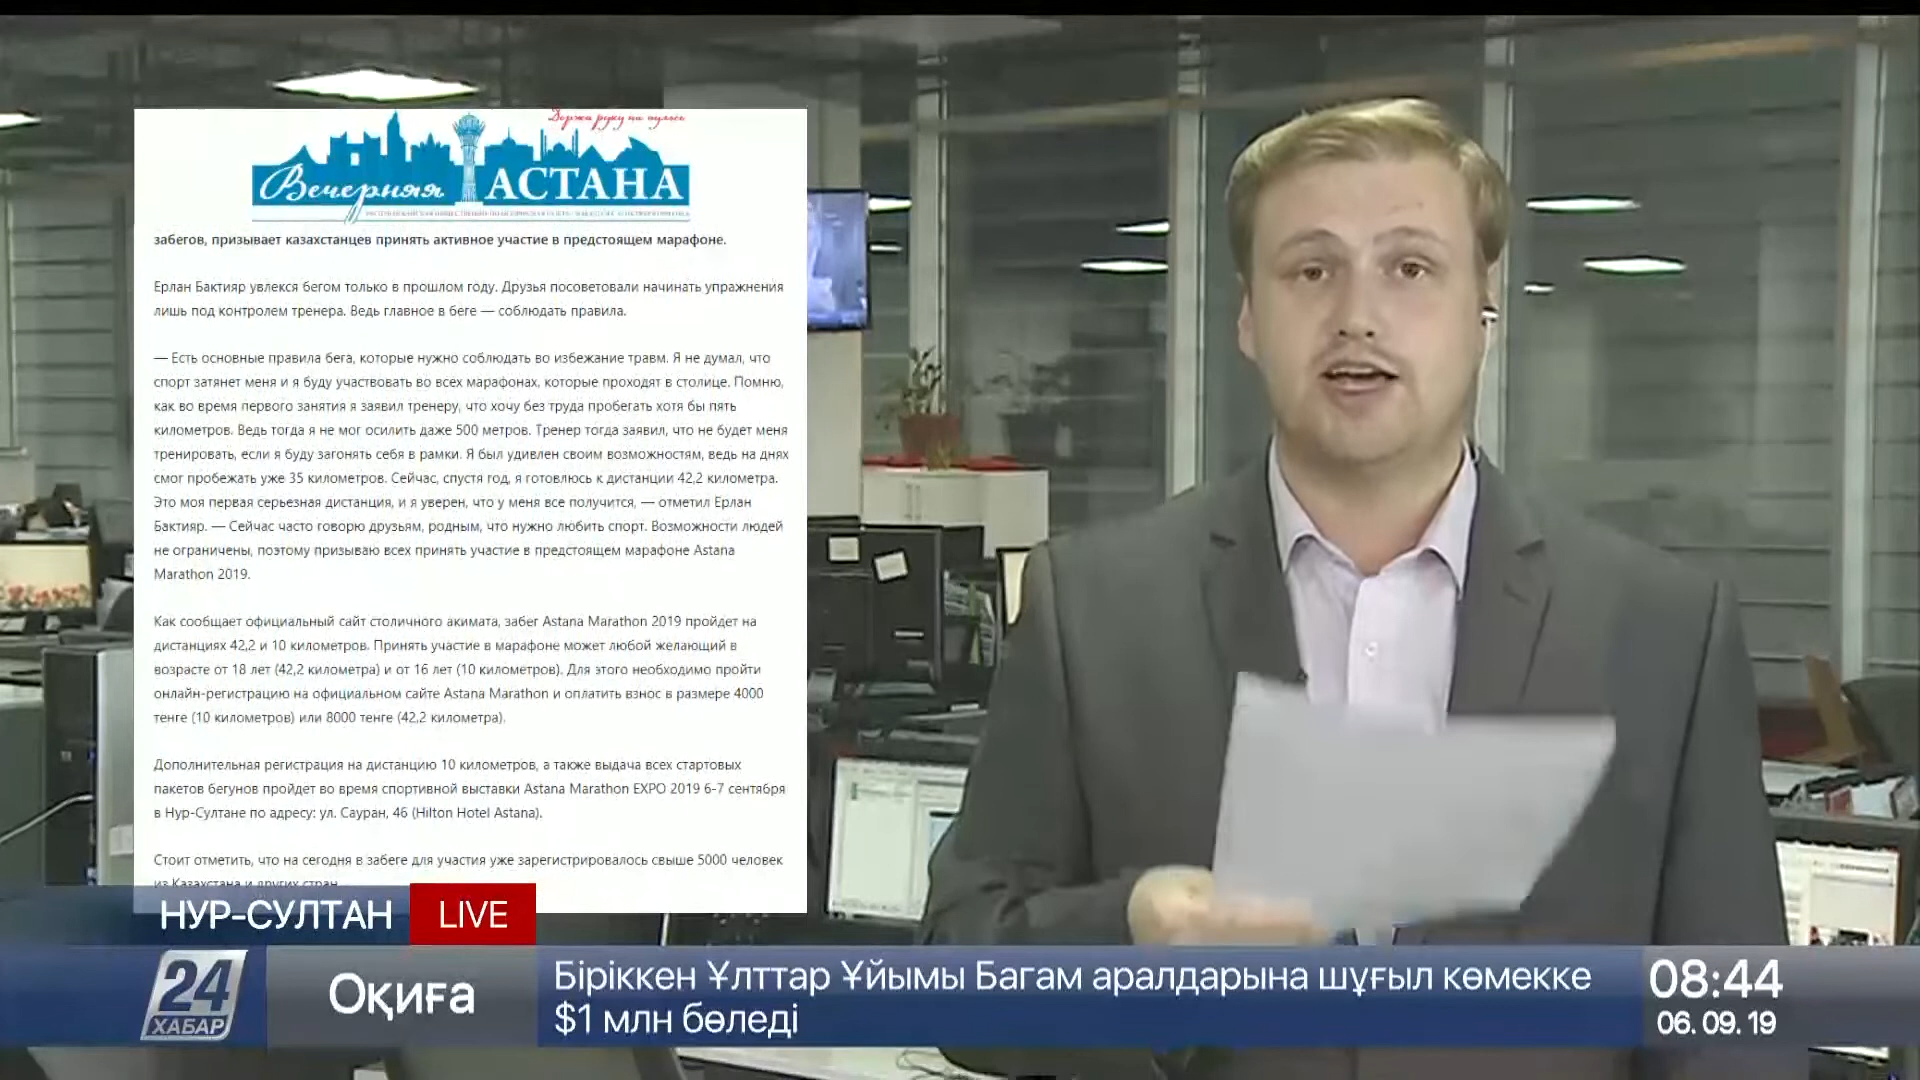 Держи руку на пульсе
Вечерняя АСТАНА
забегов, призывает казахстанцев принять активное участие в предстоящем марафоне.
Ерлан Бактияр увлекся бегом только в прошлом году. Друзья посоветовали начинать упражнения
лишь под контролем тренера. Ведь главное в беге — соблюдать правила.
— Есть основные правила бега, которые нужно соблюдать во избежание травм. Я не думал, что
спорт затянет меня и я буду участвовать во всех марафонах, которые проходят в столице. Помню,
как во время первого занятия я заявил тренеру, что хочу без труда пробегать хотя бы пять
километров. Ведь тогда я не мог осилить даже 500 метров. Тренер тогда заявил, что не будет меня
тренировать, если я буду загонять себя в рамки. Я был удивлен своим возможностям, ведь на днях
смог пробежать уже 35 километров. Сейчас, спустя год, я готовлюсь к дистанции 42,2 километра.
Это моя первая серьезная дистанция, и я уверен, что у меня все получится, — отметил Ерлан
Бактияр. — Сейчас часто говорю друзьям, родным, что нужно любить спорт. Возможности людей
не ограничены, поэтому призываю всех принять участие в предстоящем марафоне Astana
Marathon 2019.
Как сообщает официальный сайт столичного акимата, забег Astana Marathon 2019 пройдет на
дистанциях 42,2 и 10 километров. Принять участие в марафоне может любой желающий в
возрасте от 18 лет (42,2 километра) и от 16 лет (10 километров). Для этого необходимо пройти
онлайн-регистрацию на официальном сайте Astana Marathon и оплатить взнос в размере 4000
тенге (10 километров) или 8000 тенге (42,2 километра).
Дополнительная регистрация на дистанцию 10 километров, а также выдача всех стартовых
пакетов бегунов пройдет во время спортивной выставки Astana Marathon EXPO 2019 6-7 сентября
в Нур-Султане по адресу: ул. Сауран, 46 (Hilton Hotel Astana).
Стоит отметить, что на сегодня в забеге для участия уже зарегистрировалось свыше 5000 человек
из Казахстана и других стран.
НУР-СУЛТАН LIVE
24 ХАБАР
Оқиға
Біріккен Ұлттар Ұйымы Багам аралдарына шұғыл көмекке
$1 млн бөледі
08:44
06. 09. 19